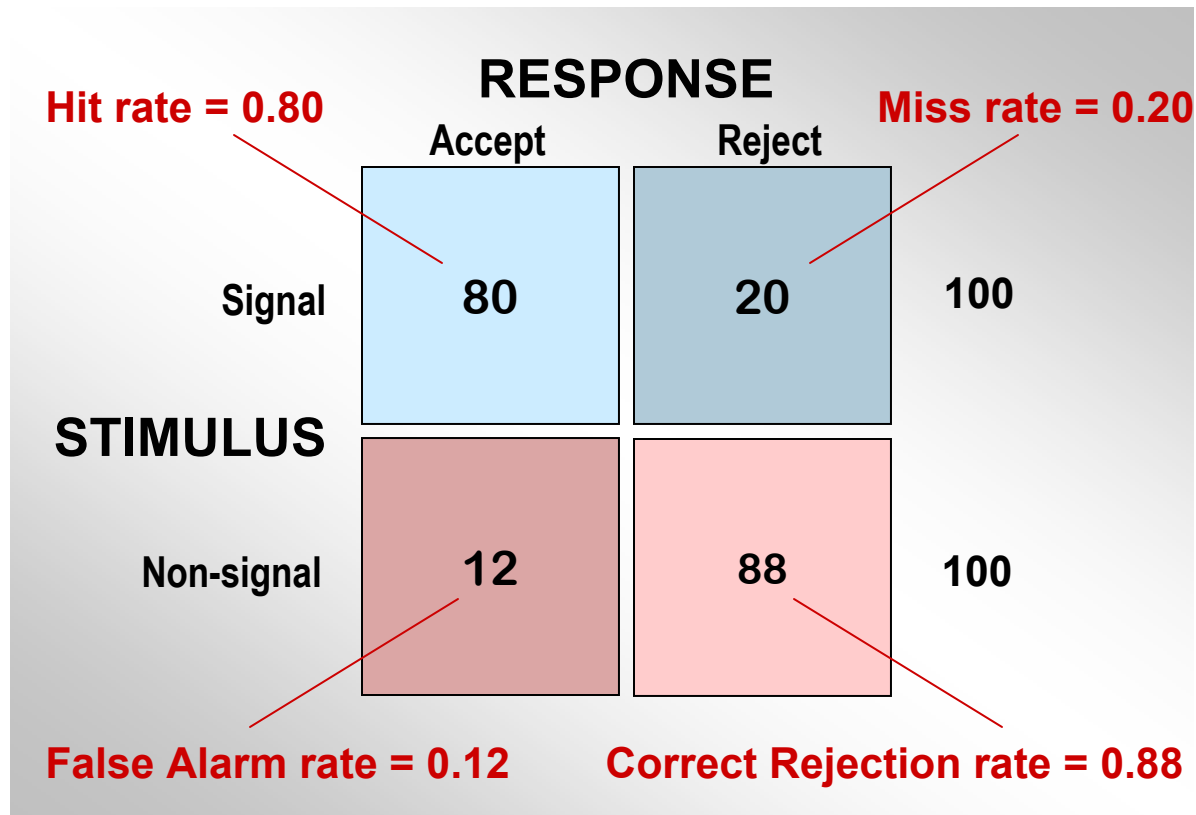 RESPONSE
Hit rate = 0.80
Miss rate = 0.20
Accept
Reject
Signal
80
20
100
STIMULUS
Non-signal
12
88
100
False Alarm rate = 0.12
Correct Rejection rate = 0.88